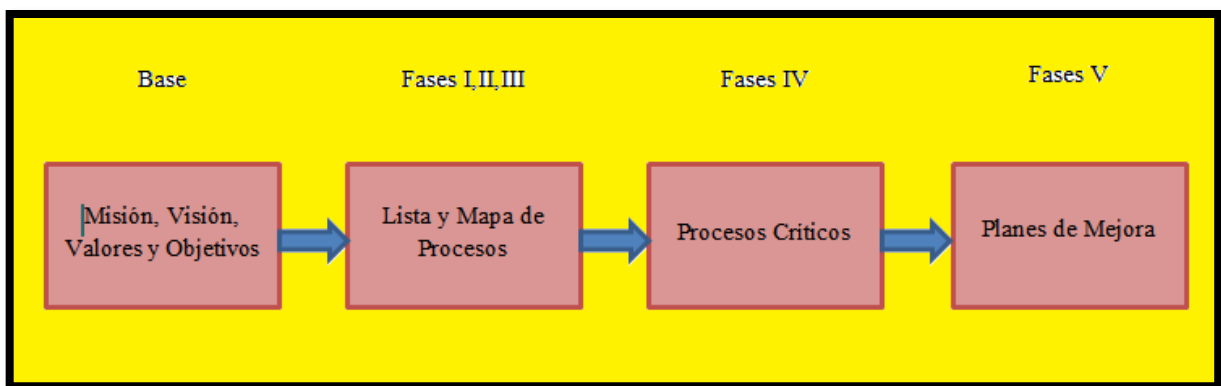 Base
Fases I,II,III
Fases IV
Fases V
Misión, Visión,
Valores y Objetivos
Lista y Mapa de
Procesos
Procesos Criticos
Planes de Mejora